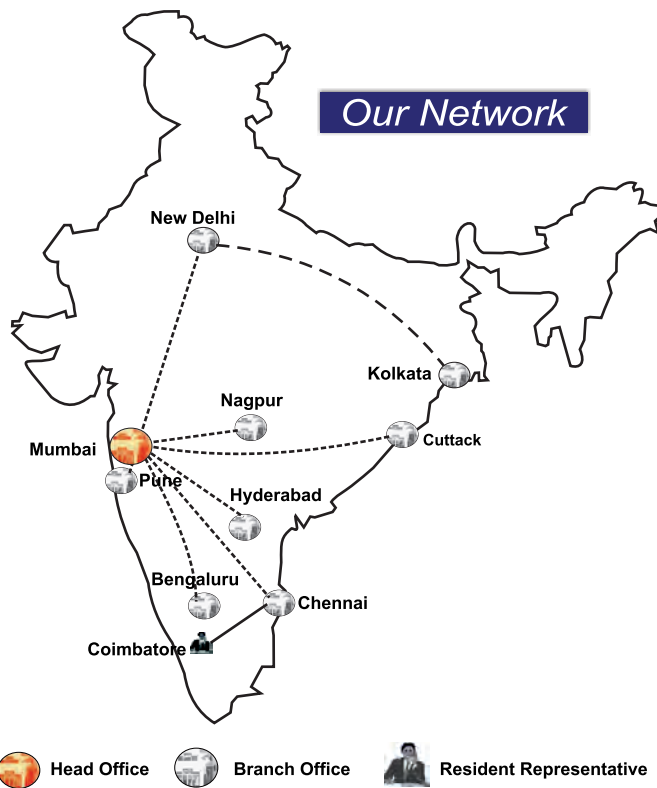 Our Network
New Delhi
Kolkata
Nagpur
Cuttack
Mumbai
Pune
Hyderabad
Bengaluru
Chennai
Coimbatore
Head Office
Branch Office
Resident Representative